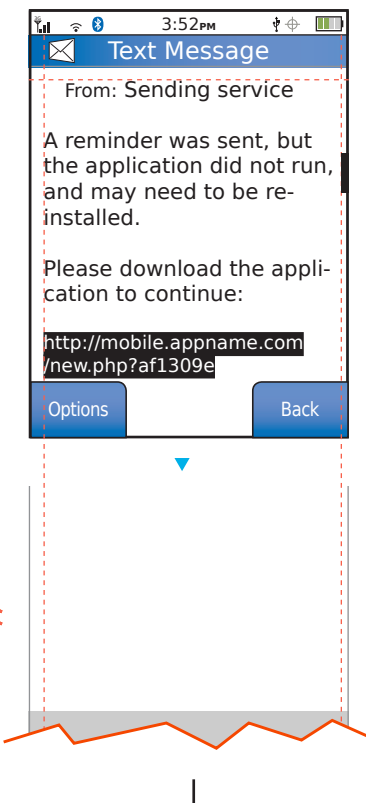 3:52PM
Text Message
From: Sending service
A reminder was sent, but
the application did not run,
and may need to be re-
installed.
Please download the appli-
cation to continue:
http://mobile.appname.com
/new.php?af1309e
Options Back